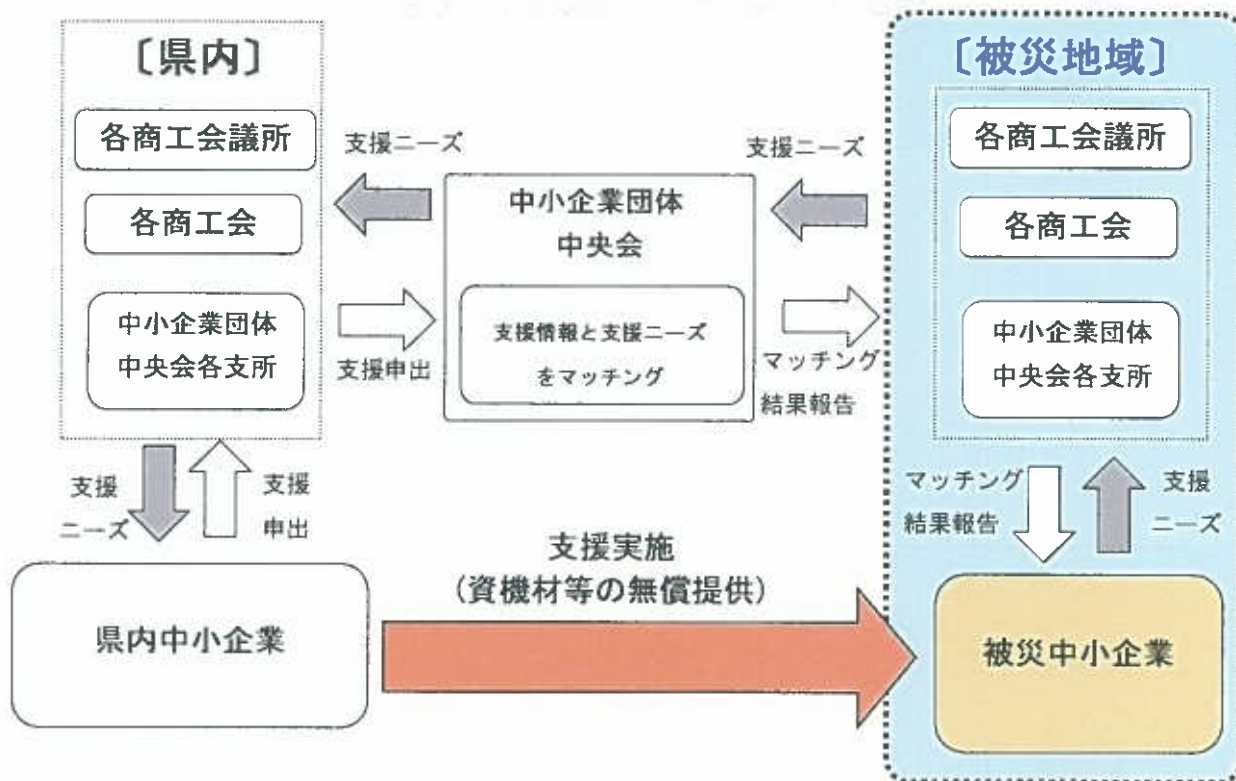 〔県内〕
各商工会議所
各商工会
中小企業団体
中央会各支所
支援ニーズ
支援申出
中小企業団体
中央会
支援情報と支援ニーズ
をマッチング
支援ニーズ
マッチング
結果報告
〔被災地域〕
各商工会議所
各商工会
中小企業団体
中央会各支所
支援
ニーズ
支援
申出
マッチング
結果報告
支援
ニーズ
県内中小企業
支援実施
(資機材等の無償提供)
被災中小企業